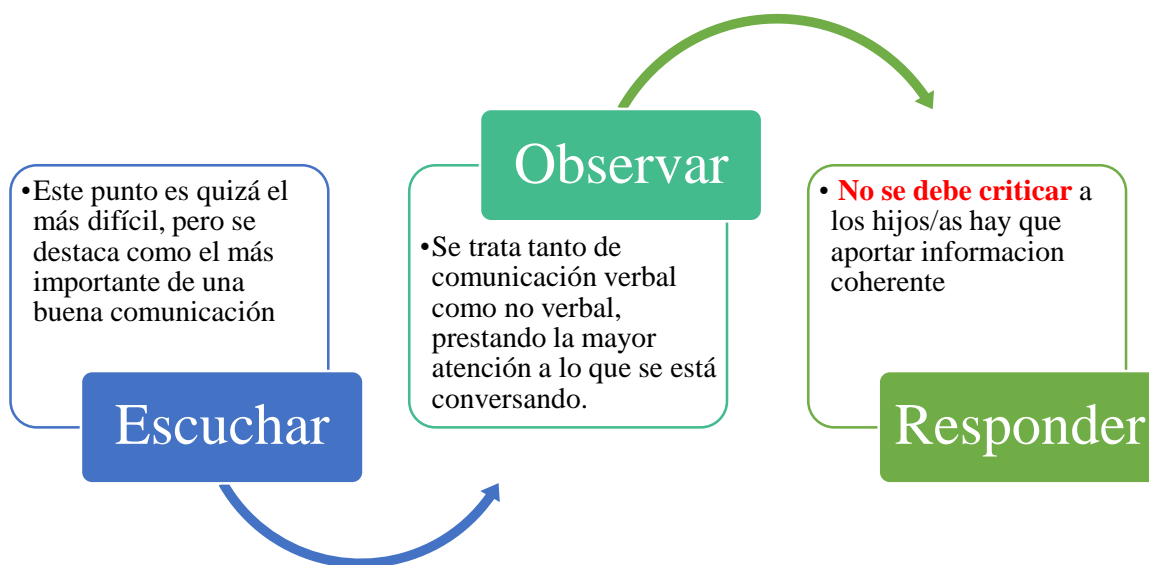 •Este punto es quizá el
más difícil, pero se
destaca como el más
importante de una
buena comunicación
Escuchar
Observar
•Se trata tanto de
comunicación verbal
como no verbal,
prestando la mayor
atención a lo que se está
conversando.
• No se debe criticar a
los hijos/as hay que
aportar informacion
coherente
Responder